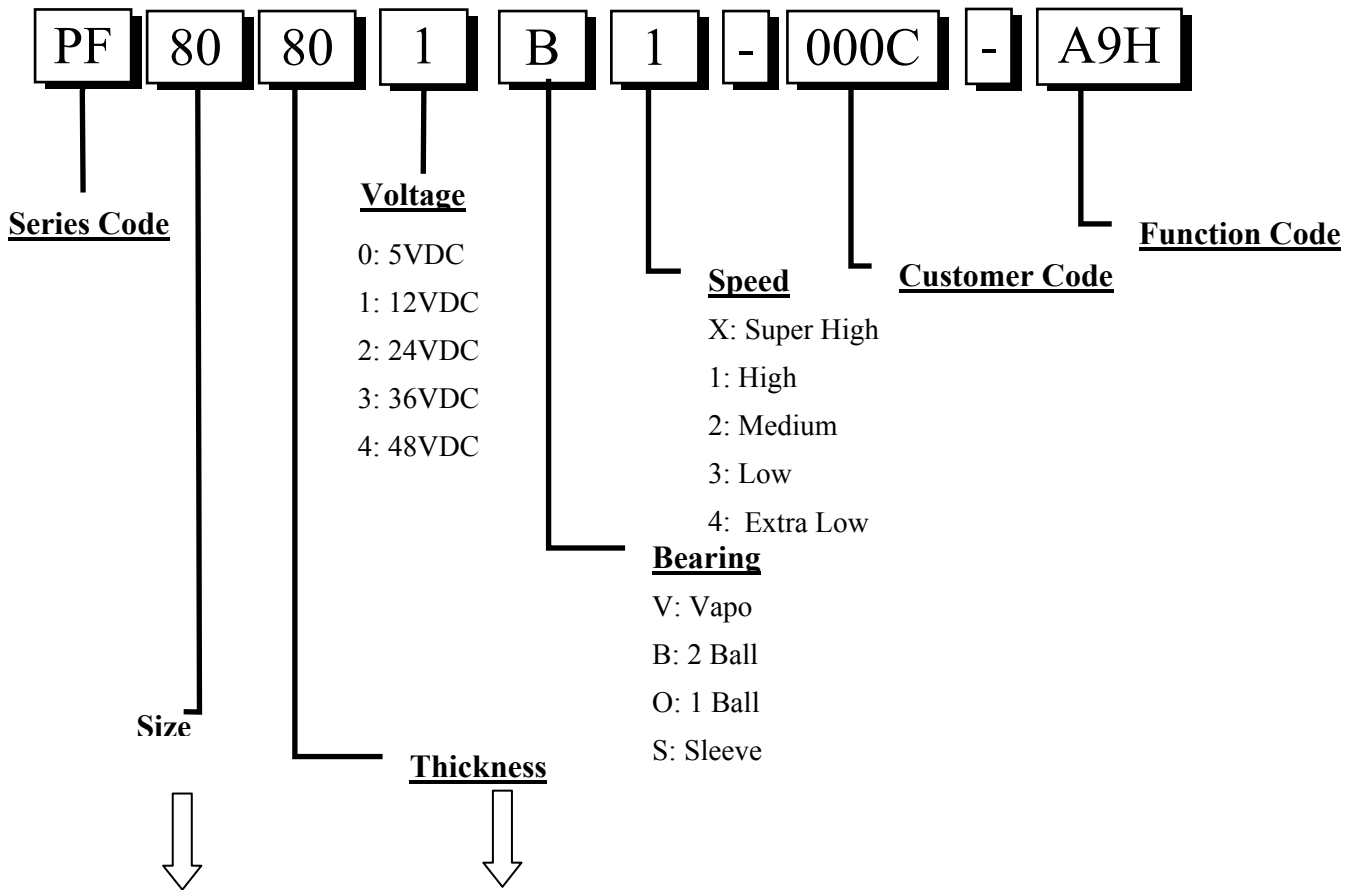 PF 80 80 1 B 1 - 000C - A9H
Series Code
Voltage
0: 5VDC
1: 12VDC
2: 24VDC
3: 36VDC
4: 48VDC
Function Code
Customer Code
Speed
X: Super High
1: High
2: Medium
3: Low
4: Extra Low
Bearing
V: Vapo
B: 2 Ball
O: 1 Ball
S: Sleeve
Size
Thickness